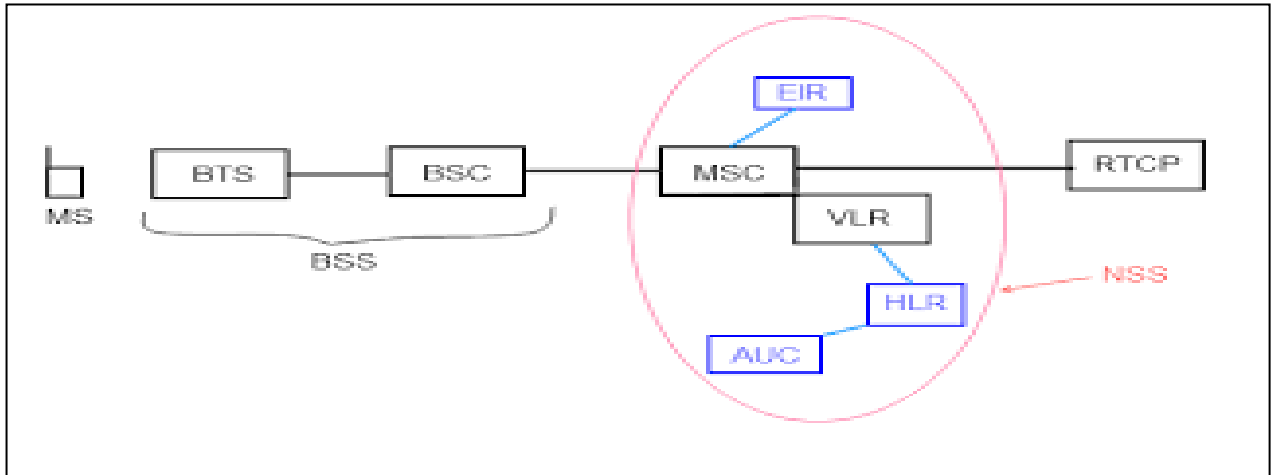 EIR
BTS
BSC
MSC
RTCP
MS
VLR
BSS
NSS
HLR
AUC